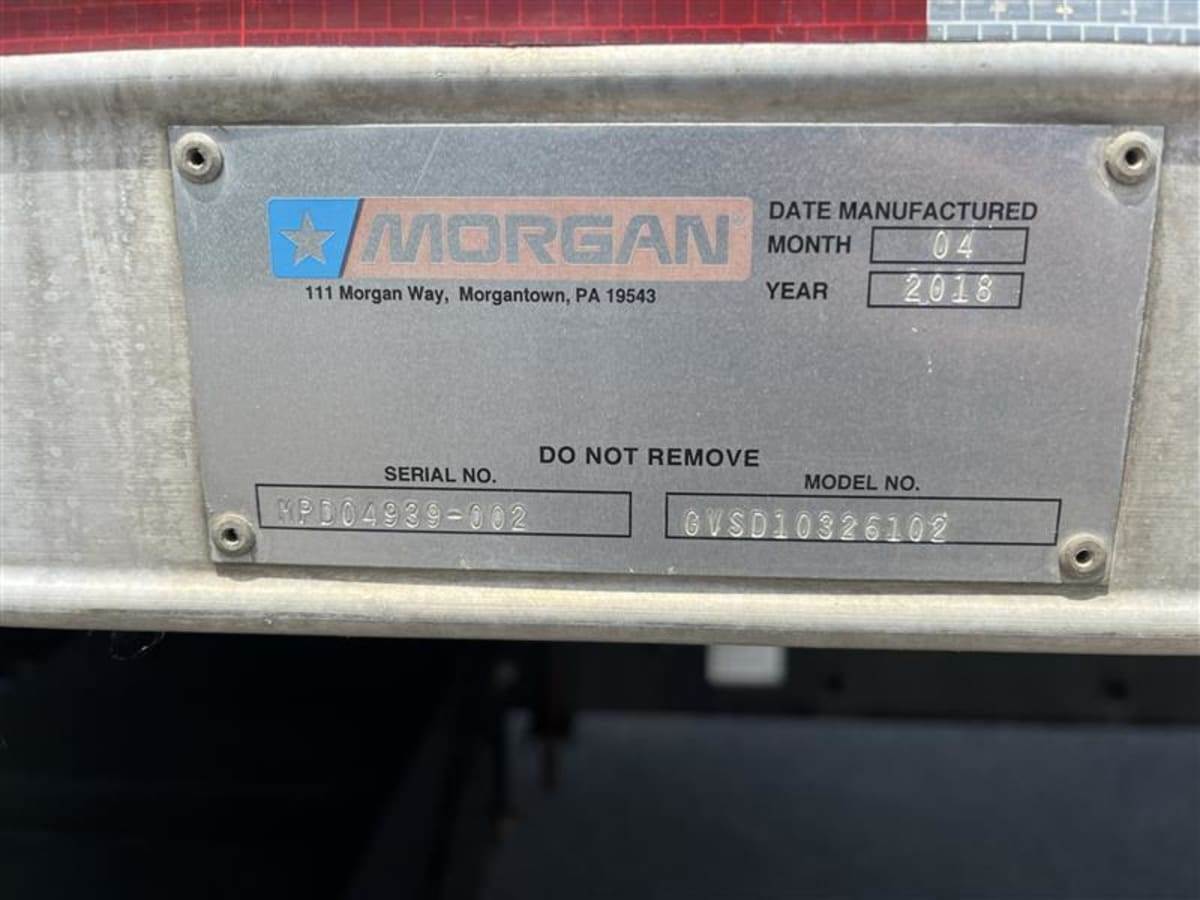 MORGAN
111 Morgan Way, Morgantown, PA 19543
DATE MANUFACTURED
MONTH 04
YEAR 2018
DO NOT REMOVE
SERIAL NO.
MPD04939-002
MODEL NO.
GVSD10326102